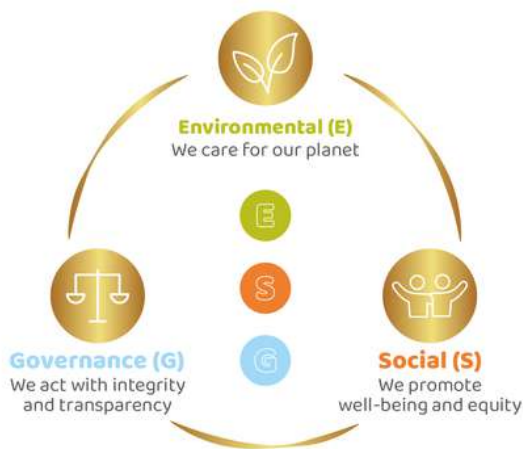 Environmental (E)
We care for our planet
E
S
G
Governance (G)
We act with integrity
and transparency
Social (S)
We promote
well-being and equity